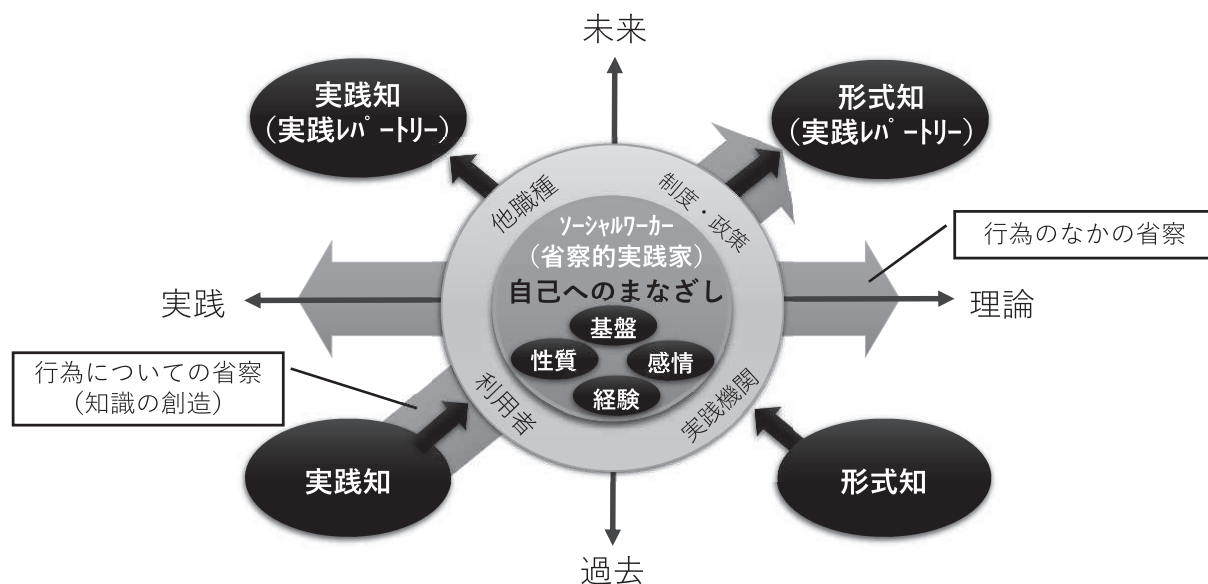 未来
実践知
（実践ﾚﾊﾟｰﾄﾘｰ）
形式知
（実践ﾚﾊﾟｰﾄﾘｰ）
他職種
制度・政策
ｿｰｼｬﾙﾜｰｶｰ
（省察的実践家）
自己へのまなざし
基盤
性質
感情
経験
行為のなかの省察
実践
理論
行為についての省察
（知識の創造）
利用者
実践機関
実践知
形式知
過去